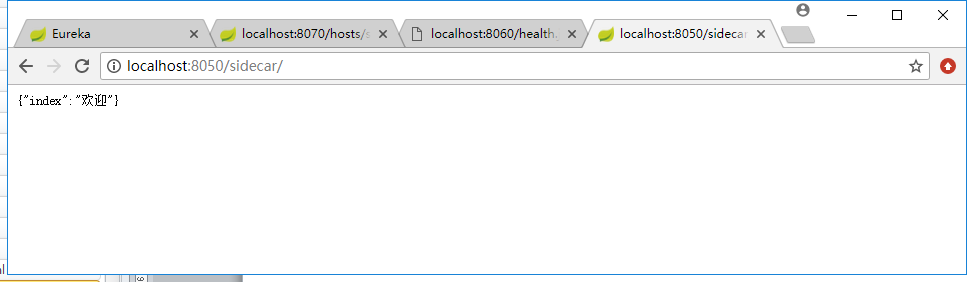 Eureka
localhost:8070/hosts/s
localhost:8060/health.
localhost:8050/sidecar
localhost:8050/sidecar/
{"index":"欢迎"}